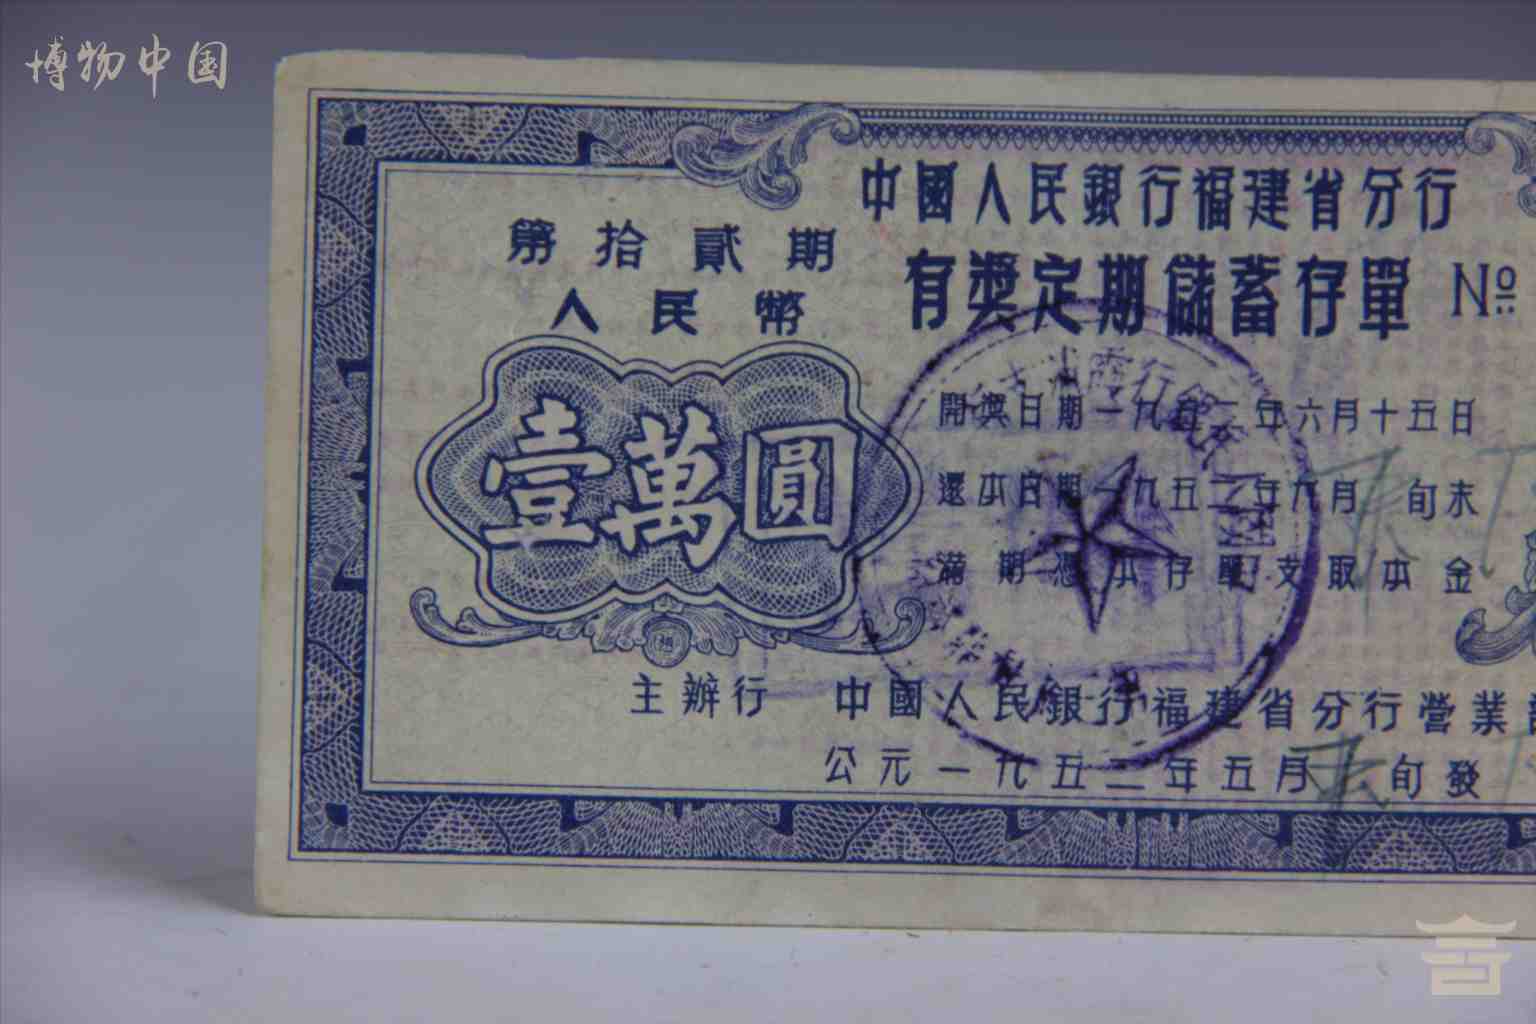 博物中国
中國人民銀行福建省分行
有獎定期儲蓄存單 №
第拾貳期
人民幣
壹萬圓
開獎日期一九五二年六月十五日
還本日期一九五二年九月 旬末
滿期憑本存單支取本金
主辦行 中國人民銀行福建省分行營業
公元一九五二年五月 旬發